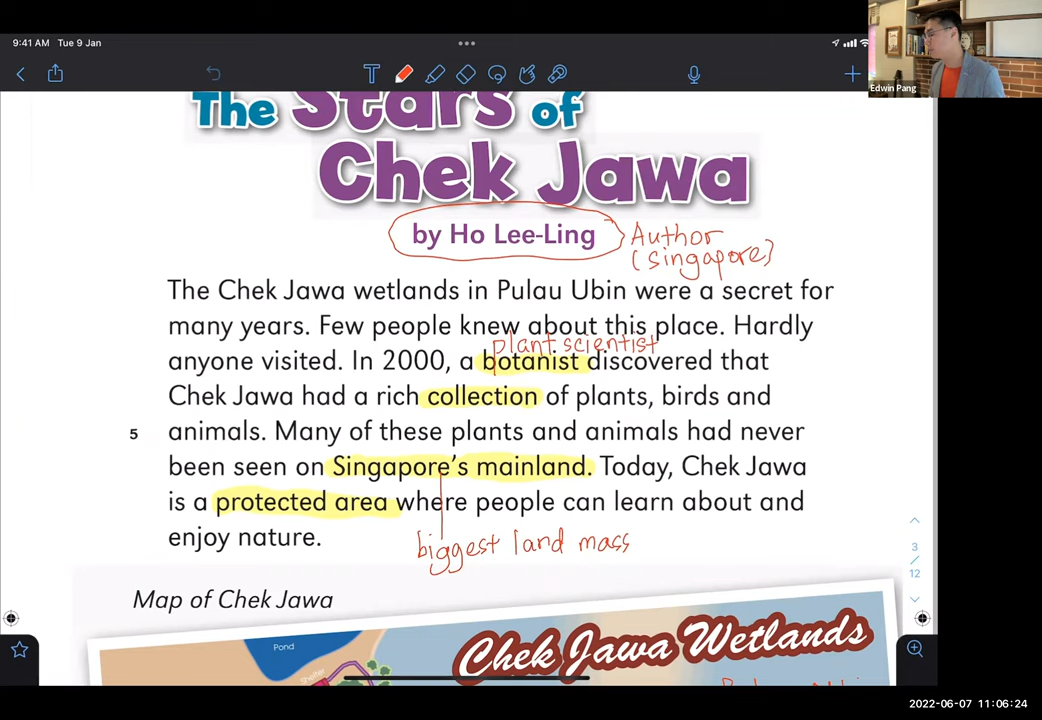 9:41 AM Tue 9 Jan
Edwin Pang
The Stars of
Chek Jawa
by Ho Lee-Ling
Author
(Singapore)
The Chek Jawa wetlands in Pulau Ubin were a secret for
many years. Few people knew about this place. Hardly
plant scientist
anyone visited. In 2000, a botanist discovered that
Chek Jawa had a rich collection of plants, birds and
5 animals. Many of these plants and animals had never
been seen on Singapore's mainland. Today, Chek Jawa
is a protected area where people can learn about and
enjoy nature.
biggest land mass
3
/
12
Map of Chek Jawa
Chek Jawa Wetlands
Pond
Shelter
2022-06-07 11:06:24